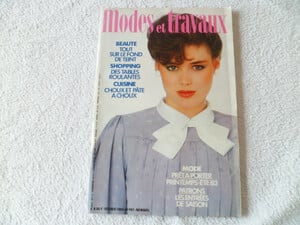 Modes et travaux
BEAUTE
TOUT
SUR LE FOND
DE TEINT
SHOPPING
DES TABLES
ROULANTES
CUISINE
CHOUX ET PÂTE
A CHOUX
MODE
PRÊT A PORTER
PRINTEMPS-ÉTÉ 83
PATRONS
LES ENTRÉES
DE SAISON